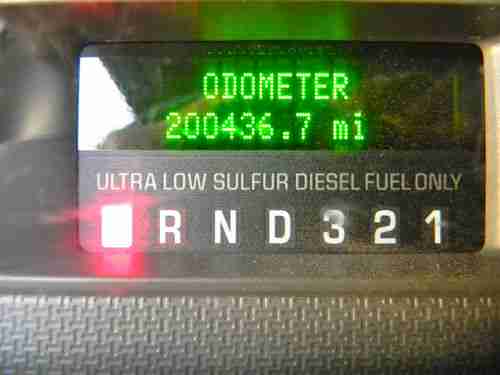 ODOMETER
200436.7 mi
ULTRA LOW SULFUR DIESEL FUEL ONLY
R N D 3 2 1